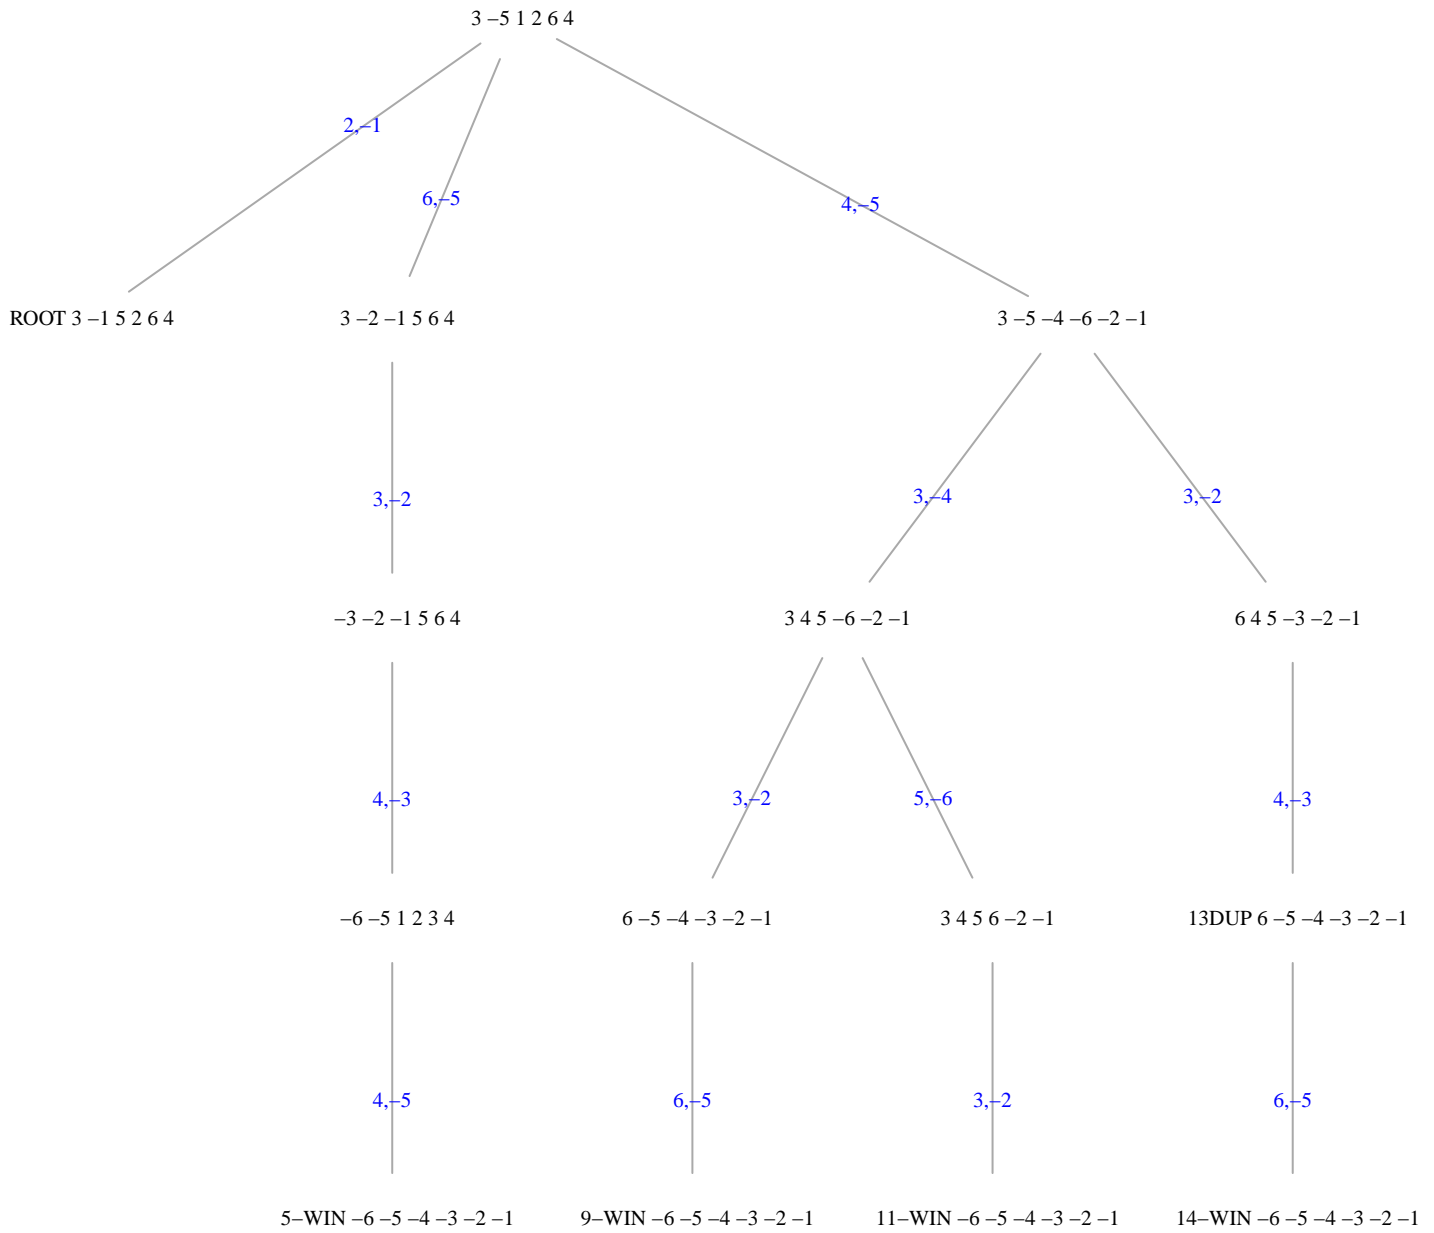 3 –5 1 2 6 4
2,–1
6,–5
4,–5
ROOT 3 –1 5 2 6 4
3 –2 –1 5 6 4
3 –5 –4 –6 –2 –1
3,–2
3,–4
3,–2
–3 –2 –1 5 6 4
3 4 5 –6 –2 –1
6 4 5 –3 –2 –1
4,–3
3,–2
5,–6
4,–3
–6 –5 1 2 3 4
6 –5 –4 –3 –2 –1
3 4 5 6 –2 –1
13DUP 6 –5 –4 –3 –2 –1
4,–5
6,–5
3,–2
6,–5
5–WIN –6 –5 –4 –3 –2 –1
9–WIN –6 –5 –4 –3 –2 –1
11–WIN –6 –5 –4 –3 –2 –1
14–WIN –6 –5 –4 –3 –2 –1